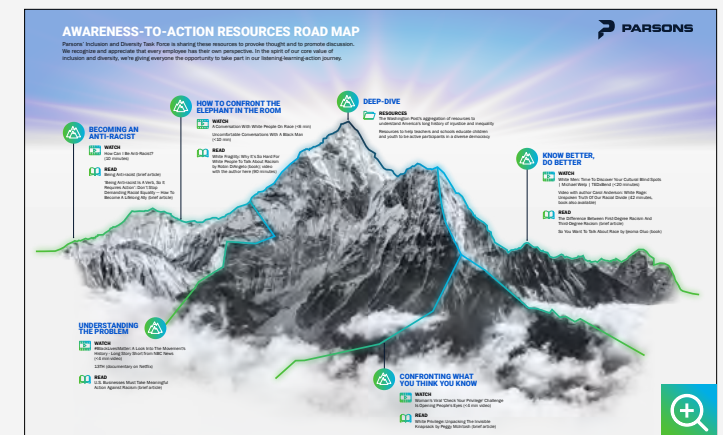 AWARENESS-TO-ACTION RESOURCES ROAD MAP
Parsons' Inclusion and Diversity Task Force is sharing these resources to provoke thought and to promote discussion.
We recognize and appreciate that every employee has their own perspective. In the spirit of our core value of
inclusion and diversity, we're giving everyone the opportunity to take part in our listening-learning-action journey.
PARSONS
BECOMING AN
ANTI-RACIST
WATCH
How Can I Be Anti-Racist?
(10 minutes)
READ
Being Anti-racist (brief article)
'Being Antiracist Is A Verb, So It
Requires Action': Don't Stop
Demanding Racial Equality — How To
Become A Lifelong Ally (brief article)
HOW TO CONFRONT THE
ELEPHANT IN THE ROOM
WATCH
A Conversation With White People On Race (<6 min)
Uncomfortable Conversations With A Black Man
(<10 min)
READ
White Fragility: Why It's So Hard For
White People To Talk About Racism
by Robin DiAngelo (book); video
with the author here (90 minutes)
DEEP-DIVE
RESOURCES
The Washington Post's aggregation of resources to
understand America's long history of injustice and inequality
Resources to help teachers and schools educate children
and youth to be active participants in a diverse democracy
KNOW BETTER,
DO BETTER
WATCH
White Men: Time To Discover Your Cultural Blind Spots
| Michael Welp | TEDxBend (<20 minutes)
Video with author Carol Anderson: White Rage:
Unspoken Truth Of Our Racial Divide (42 minutes,
book also available)
READ
The Difference Between First-Degree Racism And
Third-Degree Racism (brief article)
So You Want To Talk About Race by Ijeoma Oluo (book)
UNDERSTANDING
THE PROBLEM
WATCH
#BlackLivesMatter: A Look Into The Movement's
History - Long Story Short from NBC News
(<4 min video)
13TH (documentary on Netflix)
READ
U.S. Businesses Must Take Meaningful
Action Against Racism (brief article)
CONFRONTING WHAT
YOU THINK YOU KNOW
WATCH
Woman's Viral 'Check Your Privilege' Challenge
Is Opening People's Eyes (<4 min video)
READ
White Privilege: Unpacking The Invisible
Knapsack by Peggy McIntosh (brief article)